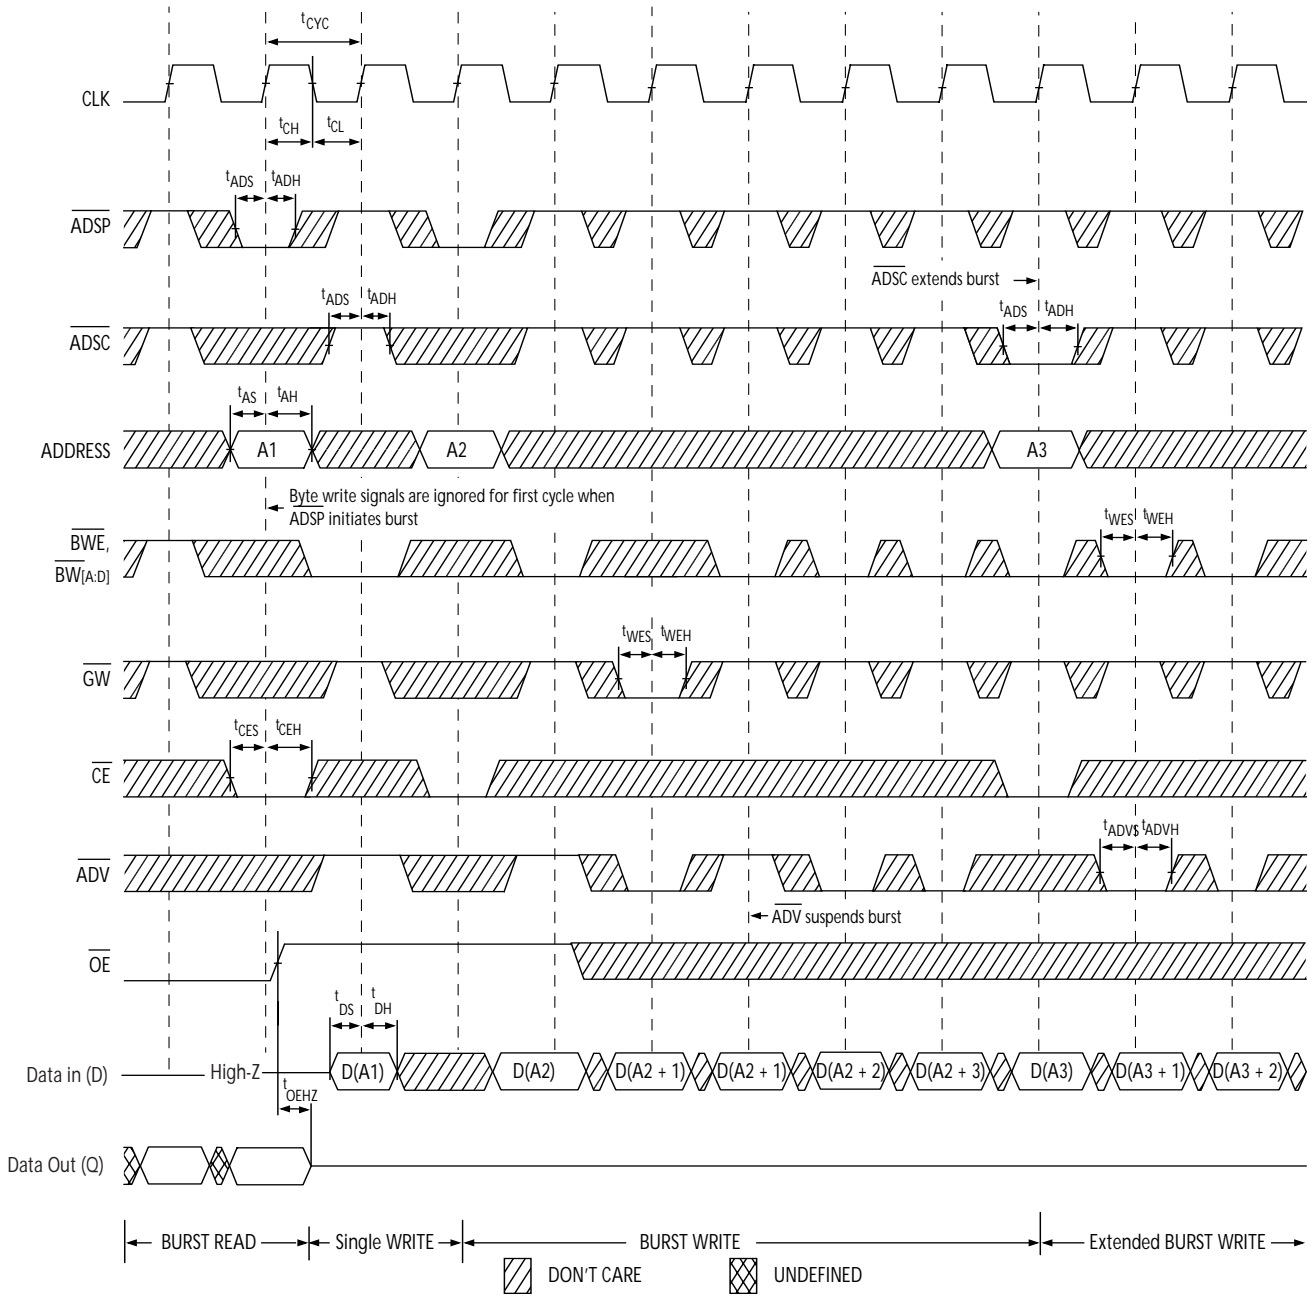 tCYC
CLK
tCH tCL
tADS tADH
ADSP
ADSC extends burst
tADS tADH
tADS tADH
ADSC
tAS tAH
ADDRESS
A1 A2 A3
Byte write signals are ignored for first cycle when
ADSP initiates burst
tWES tWEH
BWE,
BW[A:D]
tWES tWEH
GW
tCES tCEH
CE
tADVS tADVH
ADV
ADV suspends burst
OE
tDS tDH
Data in (D) High-Z D(A1) D(A2) D(A2 + 1) D(A2 + 1) D(A2 + 2) D(A2 + 3) D(A3) D(A3 + 1) D(A3 + 2)
tOEHZ
Data Out (Q)
BURST READ Single WRITE BURST WRITE Extended BURST WRITE
DON'T CARE UNDEFINED